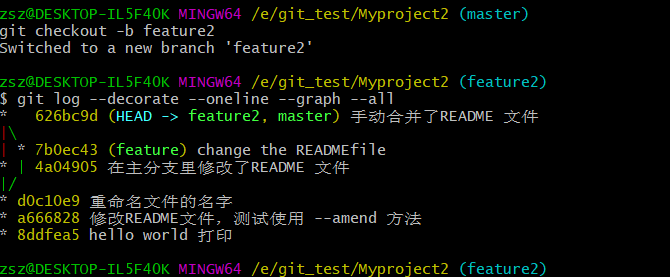 zsz@DESKTOP-IL5F4OK MINGW64 /e/git_test/Myproject2 (master)
git checkout -b feature2
Switched to a new branch 'feature2'
zsz@DESKTOP-IL5F4OK MINGW64 /e/git_test/Myproject2 (feature2)
$ git log --decorate --oneline --graph --all
*   626bc9d (HEAD -> feature2, master) 手动合并了README 文件
|\
| * 7b0ec43 (feature) change the READMEfile
* | 4a04905 在主分支里修改了README 文件
|/
* d0c10e9 重命名文件的名字
* a666828 修改README文件，测试使用 --amend 方法
* 8ddfea5 hello world 打印
zsz@DESKTOP-IL5F4OK MINGW64 /e/git_test/Myproject2 (feature2)